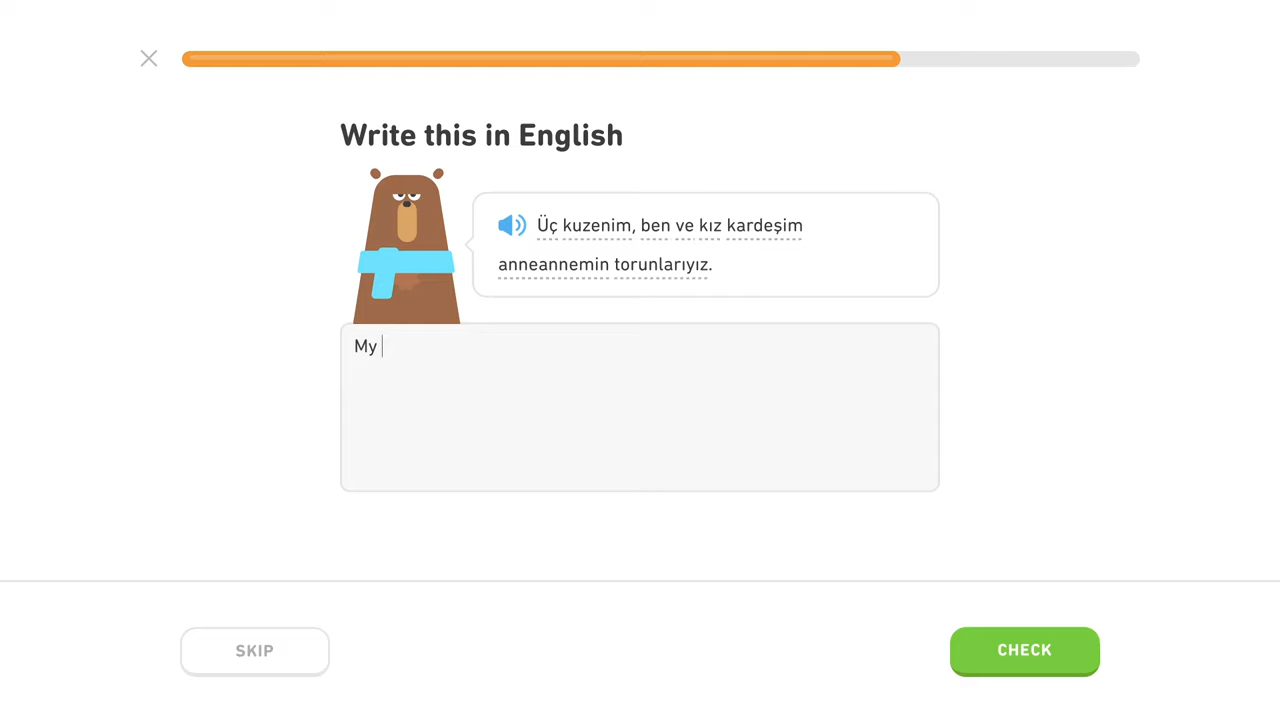 Write this in English
Üç kuzenim, ben ve kız kardeşim
anneannemin torunlarıyız.
My
SKIP
CHECK